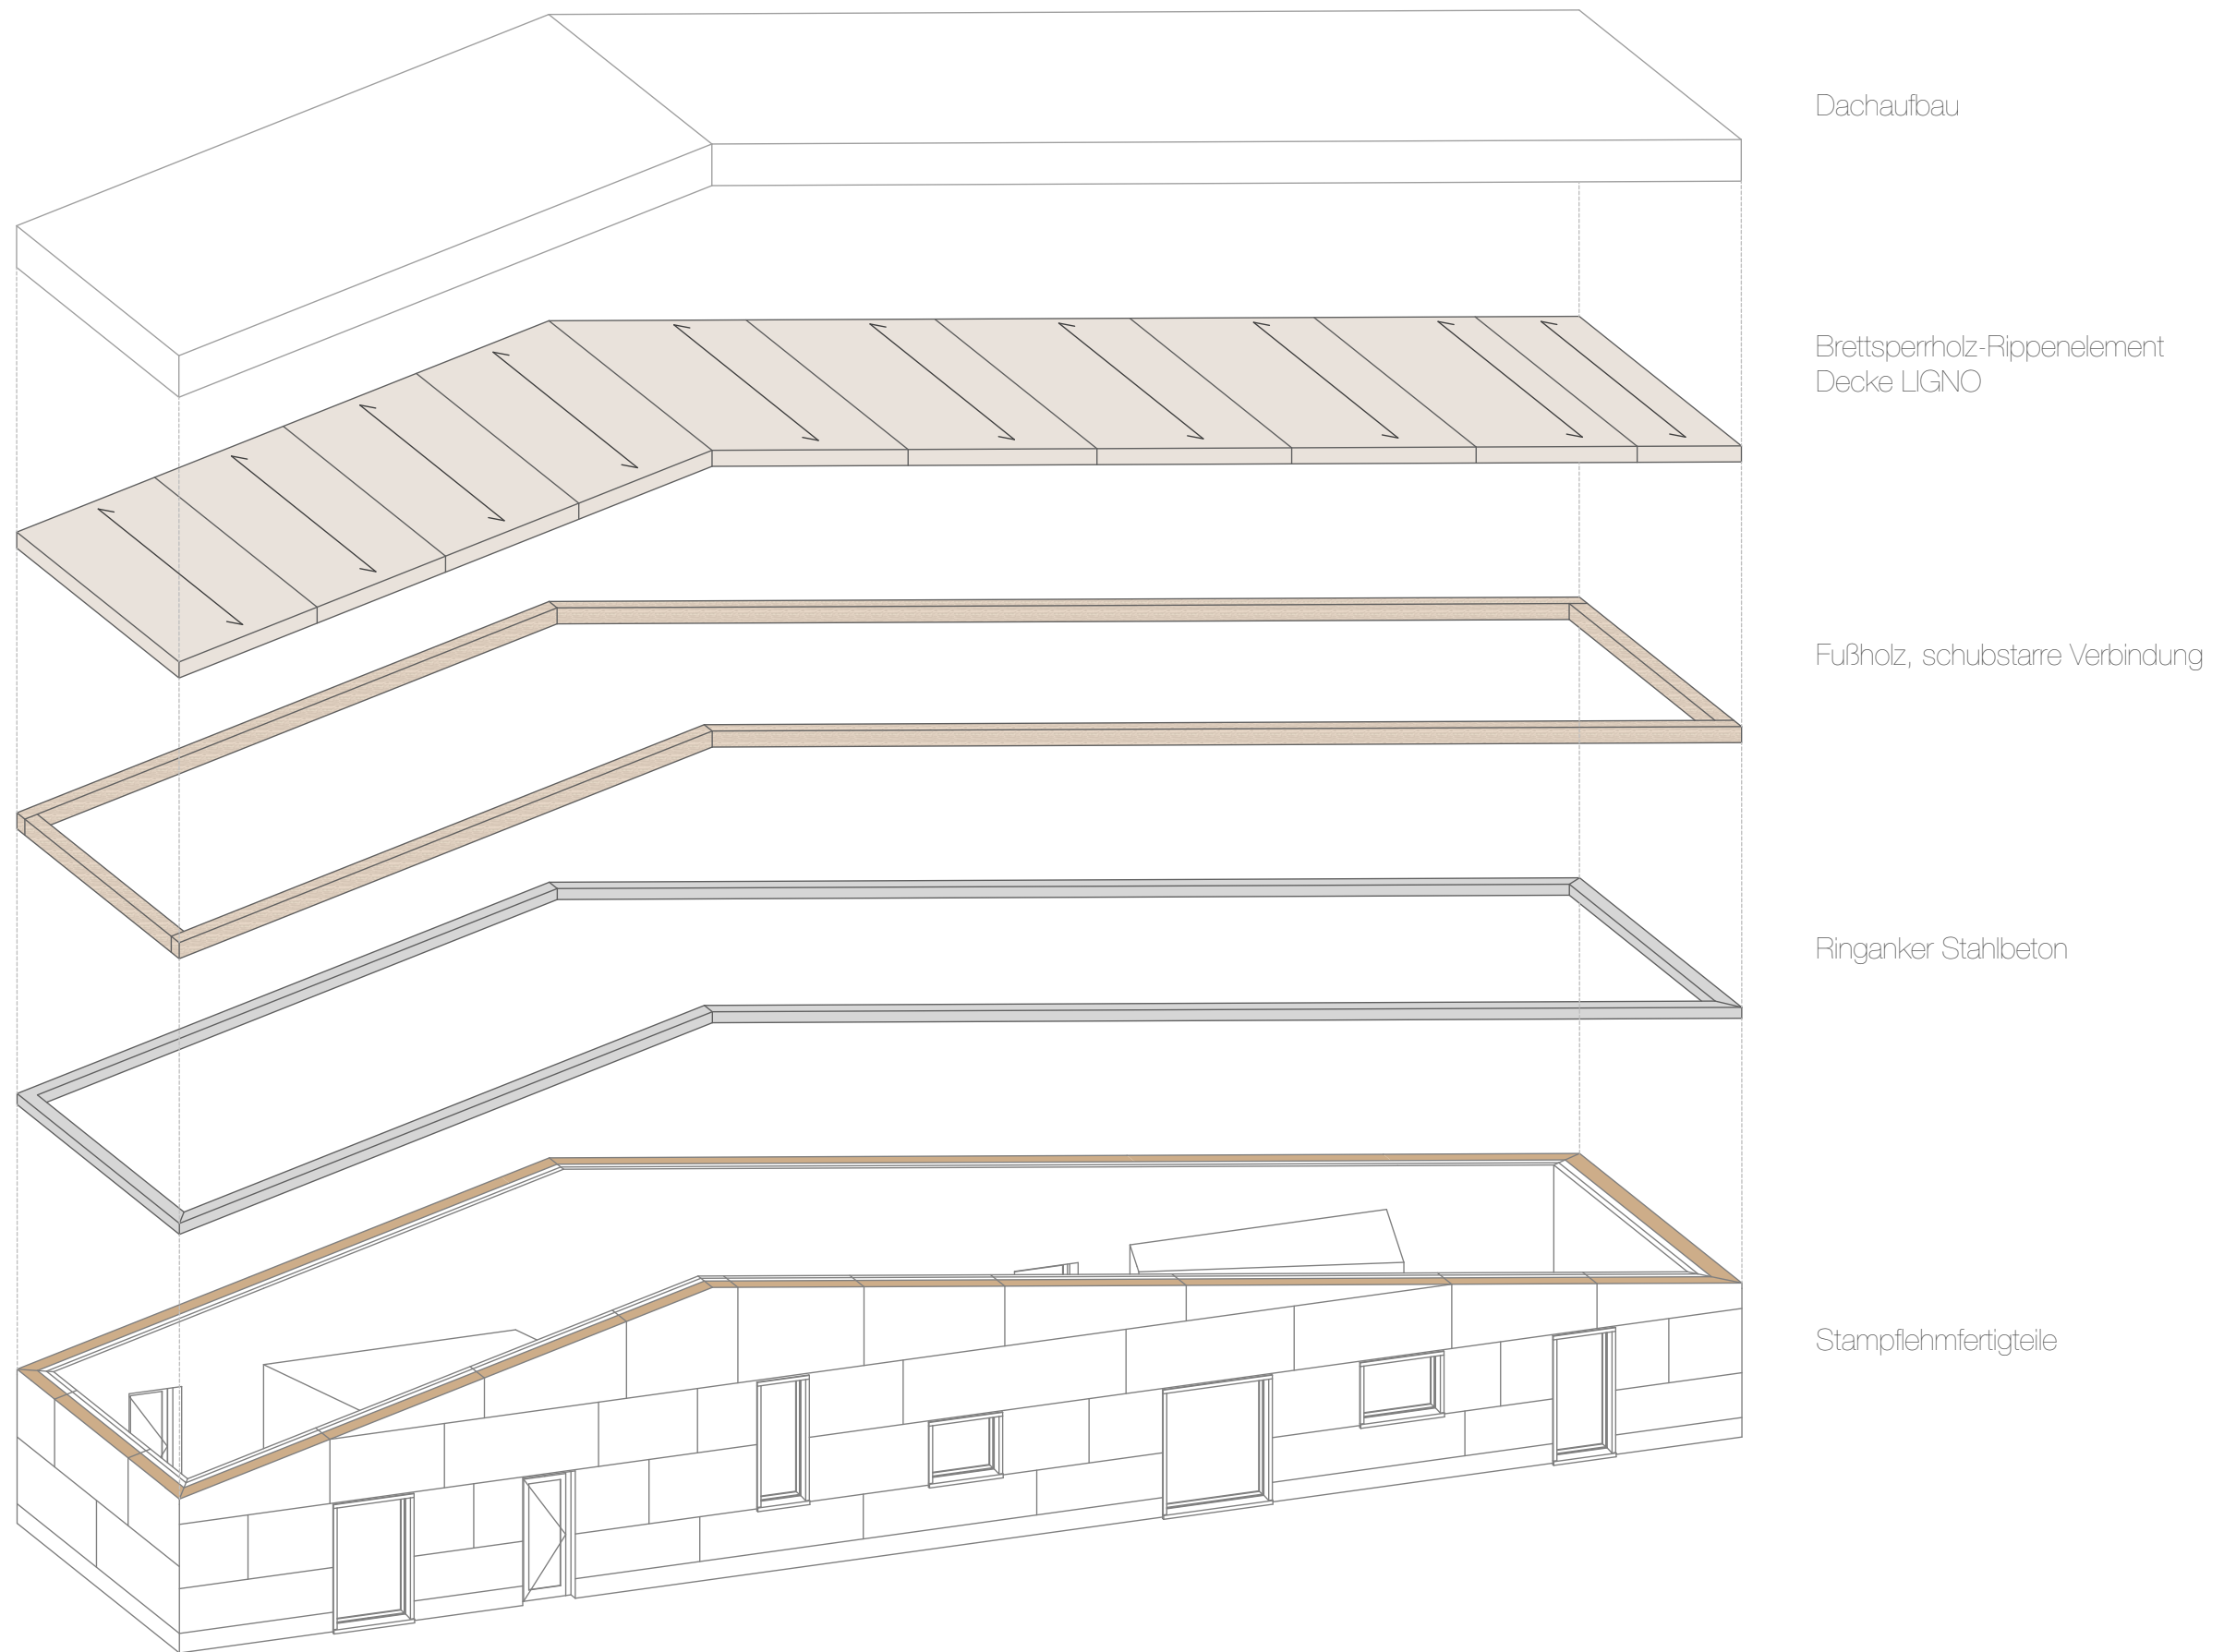 Dachaufbau
Brettsperrholz-Rippenelement
Decke LIGNO
Fußholz, schubstarre Verbindung
Ringanker Stahlbeton
Stampflehmfertigteile